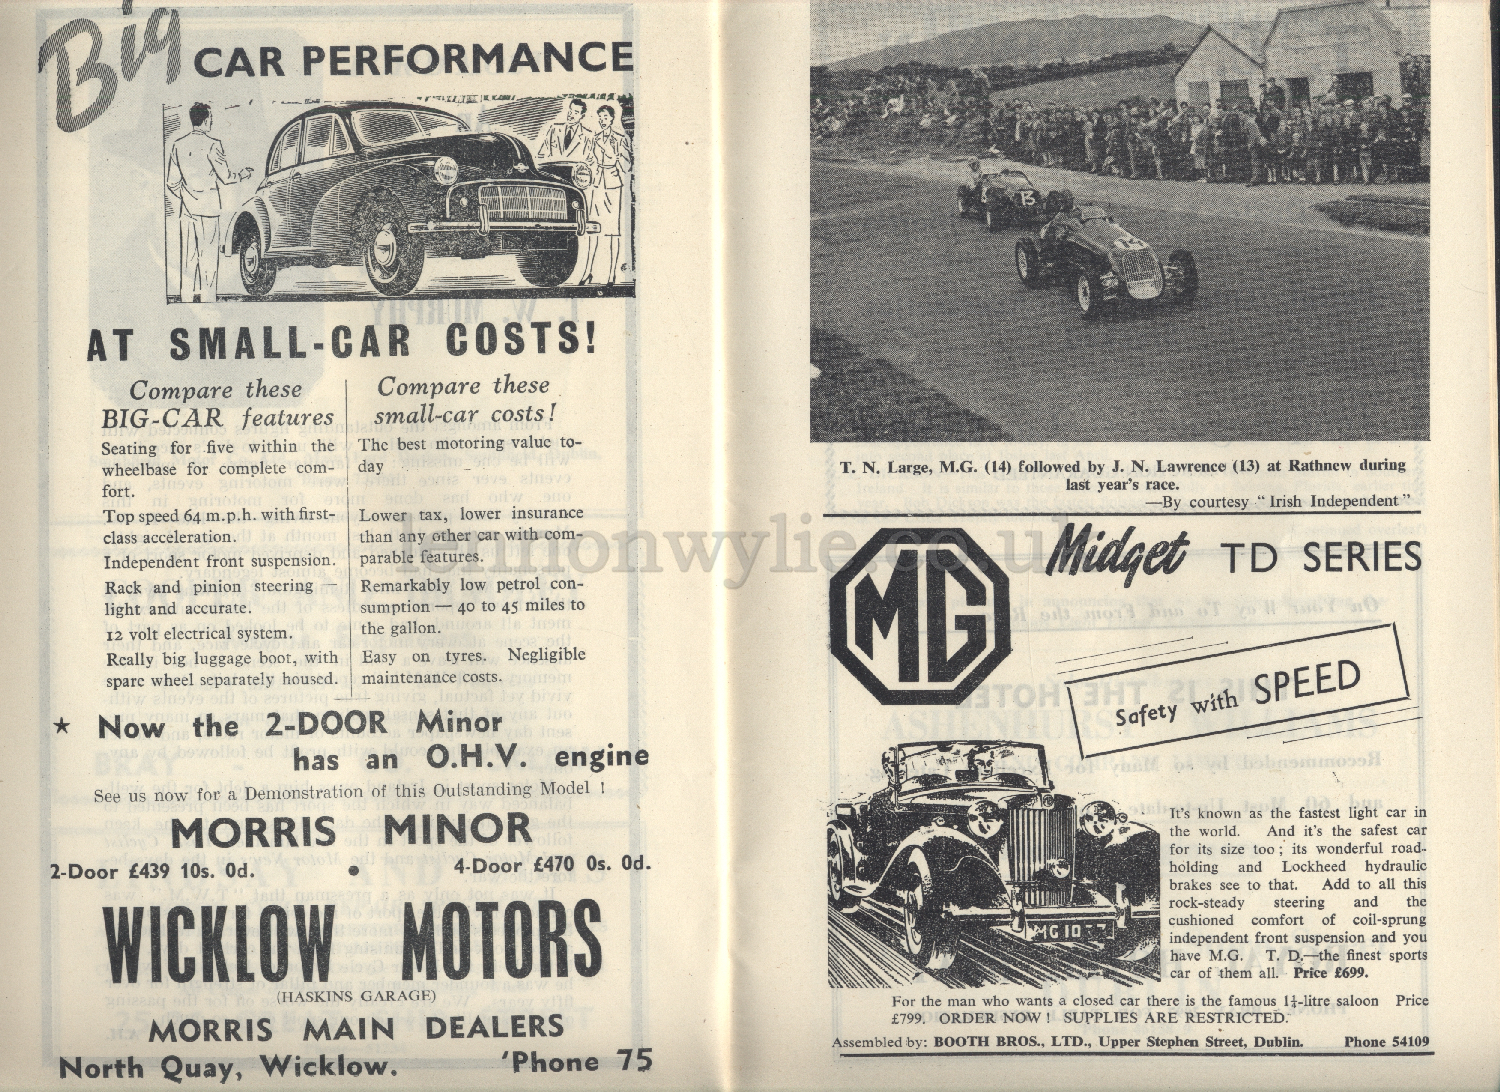 Big
CAR PERFORMANCE
AT SMALL-CAR COSTS!
Compare these
BIG-CAR features
Seating for five within the
wheelbase for complete com-
fort.
Top speed 64 m.p.h. with first-
class acceleration.
Independent front suspension.
Rack and pinion steering —
light and accurate.
12 volt electrical system.
Really big luggage boot, with
spare wheel separately housed.
Compare these
small-car costs!
The best motoring value to-
day
Lower tax, lower insurance
than any other car with com-
parable features.
Remarkably low petrol con-
sumption — 40 to 45 miles to
the gallon.
Easy on tyres. Negligible
maintenance costs.
★ Now the 2-DOOR Minor
has an O.H.V. engine
See us now for a Demonstration of this Outstanding Model !
MORRIS MINOR
2-Door £439 10s. 0d. • 4-Door £470 0s. 0d.
WICKLOW MOTORS
(HASKINS GARAGE)
MORRIS MAIN DEALERS
North Quay, Wicklow. 'Phone 75
13
14
T. N. Large, M.G. (14) followed by J. N. Lawrence (13) at Rathnew during
last year's race.
—By courtesy "Irish Independent"
MG
Midget TD SERIES
Safety with SPEED
MG 10
It's known as the fastest light car in
the world. And it's the safest car
for its size too ; its wonderful road-
holding and Lockheed hydraulic
brakes see to that. Add to all this
rock-steady steering and the
cushioned comfort of coil-sprung
independent front suspension and you
have M.G. T. D.—the finest sports
car of them all. Price £699.
For the man who wants a closed car there is the famous 1¼-litre saloon Price
£799. ORDER NOW ! SUPPLIES ARE RESTRICTED.
Assembled by: BOOTH BROS., LTD., Upper Stephen Street, Dublin. Phone 54109
lennonwylie.co.uk